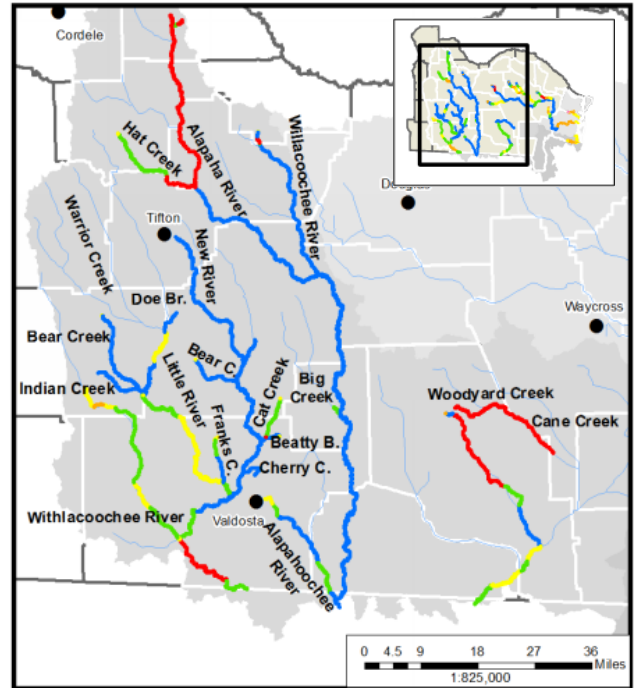 Cordele
Hat Creek
Alapaha River
Willacoochee River
Warrior Creek
Tifton
New River
Doe Br.
Waycross
Bear Creek
Bear C.
Little River
Cat Creek
Big
Creek
Indian Creek
Franks C.
Woodyard Creek
Cane Creek
Beatty B.
Cherry C.
Withlacoochee River
Valdosta
Alapahoochee
River
0 4.5 9 18 27 36
Miles
1:825,000